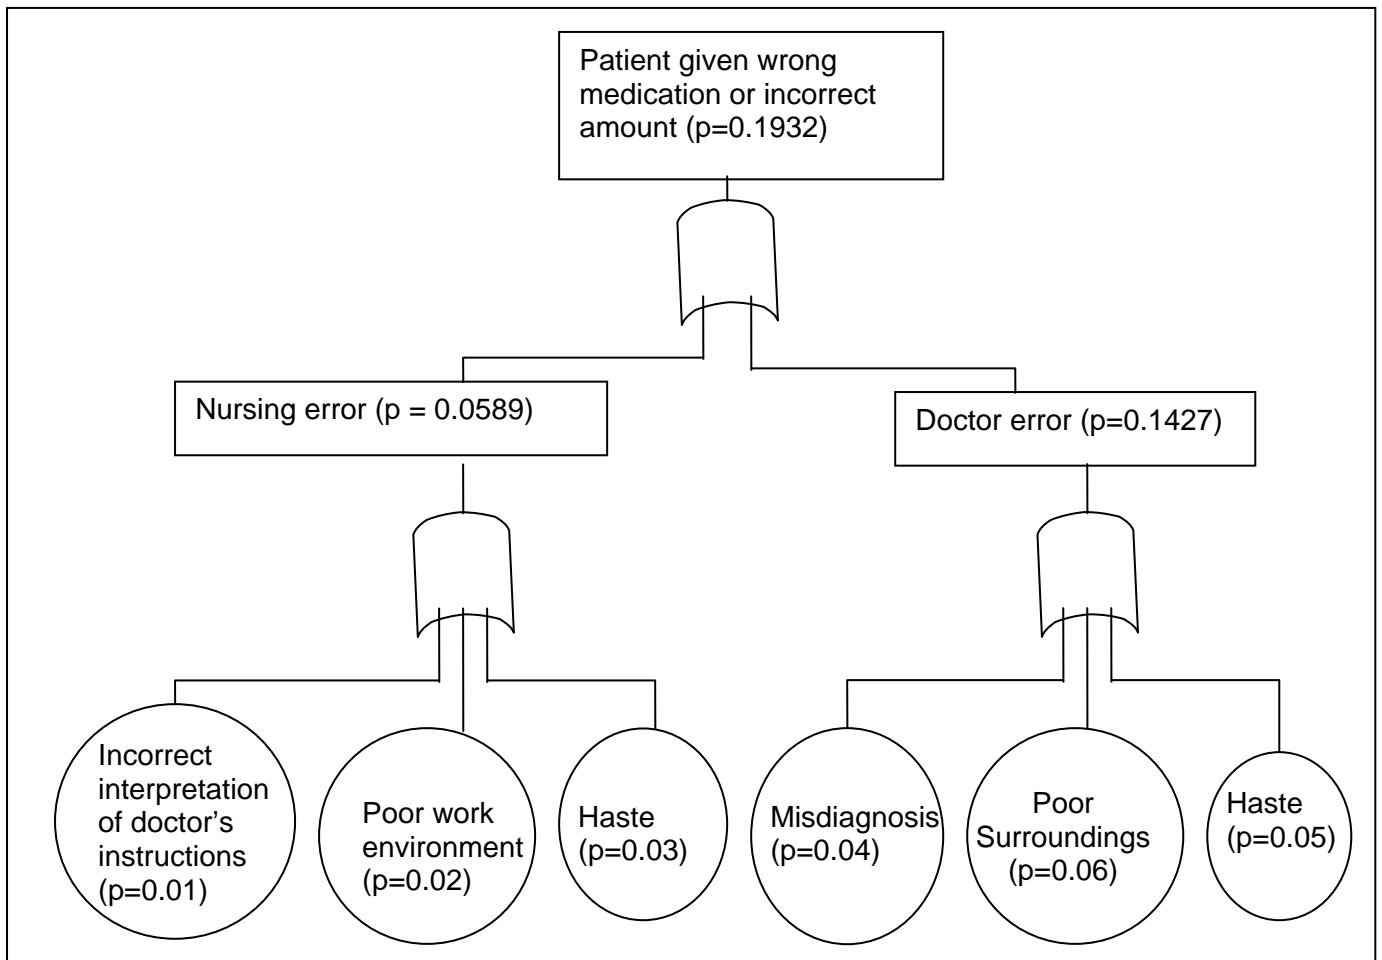 Patient given wrong
medication or incorrect
amount (p=0.1932)
Nursing error (p = 0.0589)
Doctor error (p=0.1427)
Incorrect
interpretation
of doctor’s
instructions
(p=0.01)
Poor work
environment
(p=0.02)
Haste
(p=0.03)
Misdiagnosis
(p=0.04)
Poor
Surroundings
(p=0.06)
Haste
(p=0.05)